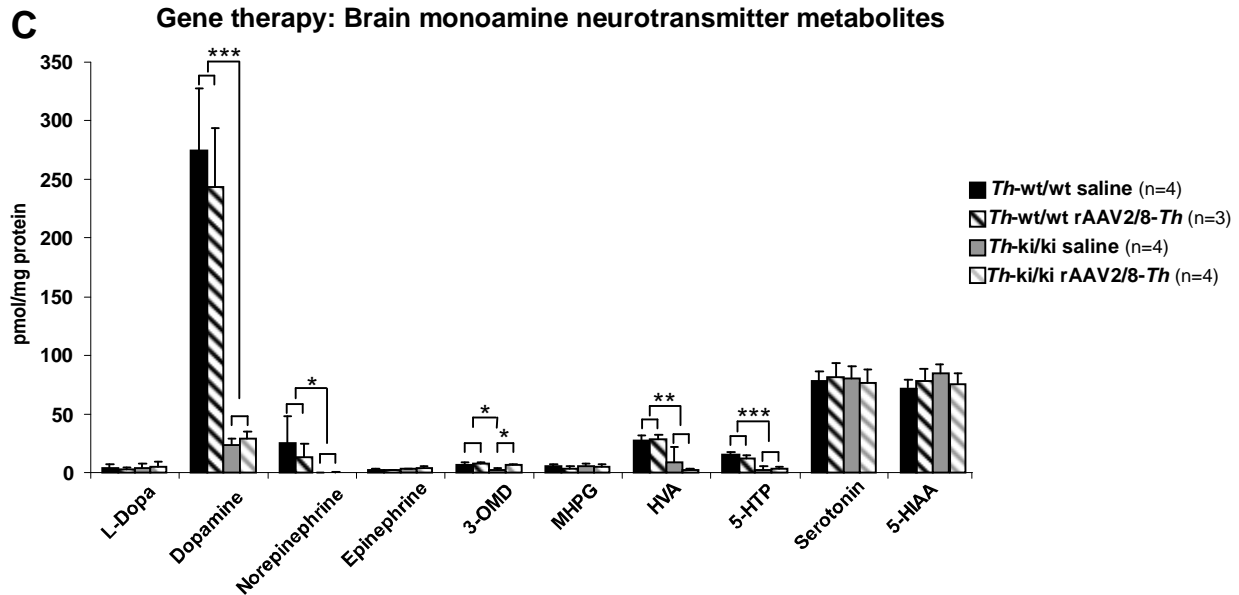 C
Gene therapy: Brain monoamine neurotransmitter metabolites
pmol/mg protein
350
300
250
200
150
100
50
0
***
*
*
*
**
***
L-Dopa
Dopamine
Norepinephrine
Epinephrine
3-OMD
MHPG
HVA
5-HTP
Serotonin
5-HIAA
Th-wt/wt saline (n=4)
Th-wt/wt rAAV2/8-Th (n=3)
Th-ki/ki saline (n=4)
Th-ki/ki rAAV2/8-Th (n=4)